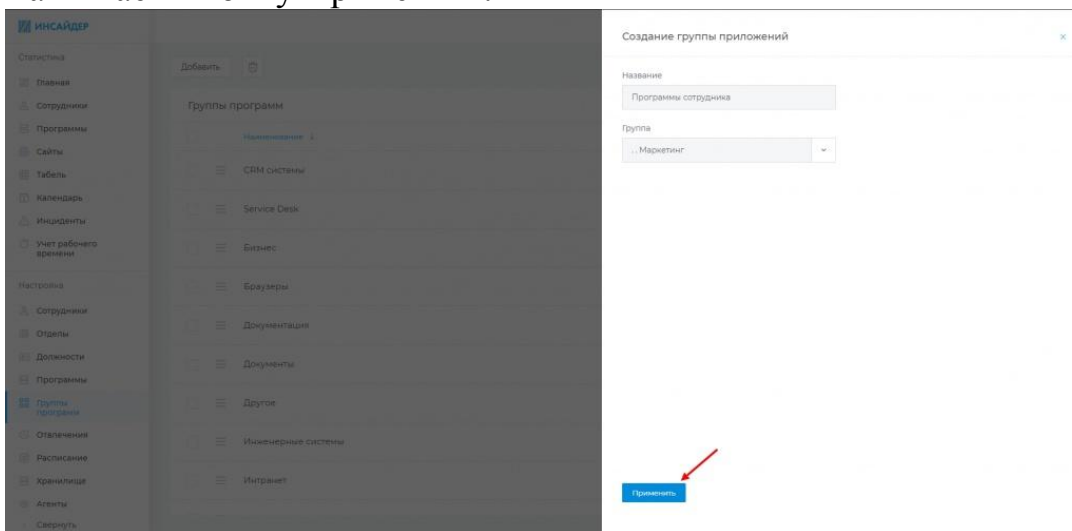 ИНСАЙДЕР
Статистика
Главная
Сотрудники
Программы
Сайты
Табель
Календарь
Инциденты
Учет рабочего
времени
Настройка
Сотрудники
Отделы
Должности
Программы
Группы
программ
Отвлечения
Расписание
Хранилище
Агенты
Свернуть
Добавить
Группы программ
Наименование ↓
CRM системы
Service Desk
Бизнес
Браузеры
Документация
Документы
Другое
Инженерные системы
Интранет
Создание группы приложений
×
Название
Программы сотрудника
Группа
. . Маркетинг
Применить